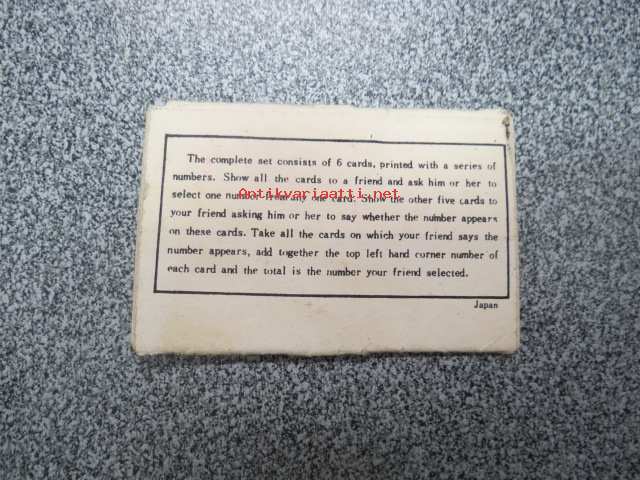 The complete set consists of 6 cards, printed with a series of
numbers. Show all the cards to a friend and ask him or her to
select one number from any one card. Show the other five cards to
Antikvariaatti.net
your friend asking him or her to say whether the number appears
on these cards. Take all the cards on which your friend says the
number appears, add together the top left hand corner number of
each card and the total is the number your friend selected.
Japan